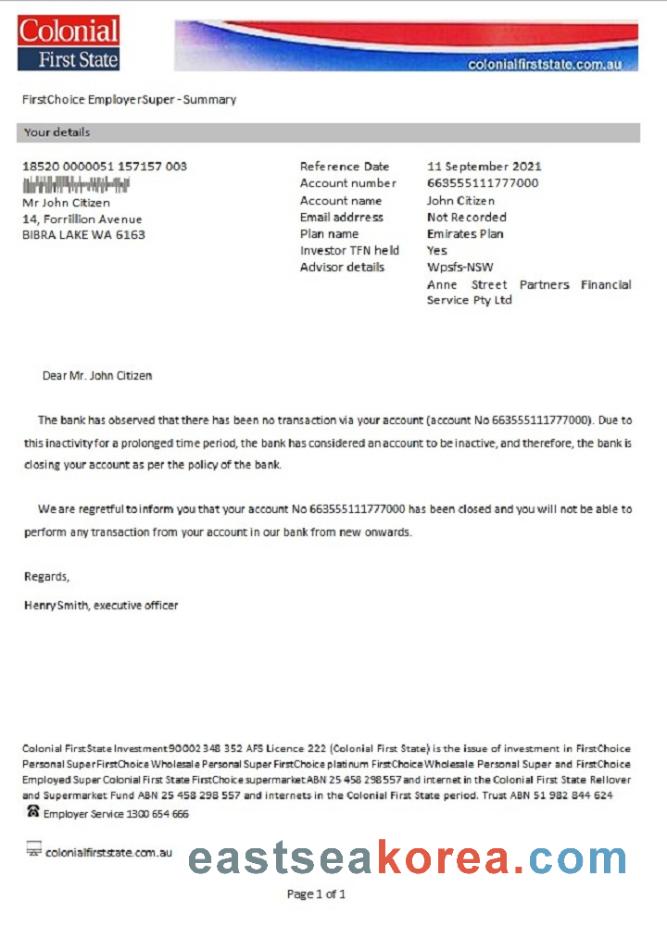 Colonial
First State
colonialfirststate.com.au
FirstChoice EmployerSuper - Summary
Your details
18520 0000051 157157 003
Mr John Citizen
14, Forrillion Avenue
BIBRA LAKE WA 6163
Reference Date 11 September 2021
Account number 663555111777000
Account name John Citizen
Email addrress Not Recorded
Plan name Emirates Plan
Investor TFN held Yes
Advisor details Wpsfs-NSW
Anne Street Partners Financial
Service Pty Ltd
Dear Mr. John Citizen
The bank has observed that there has been no transaction via your account (account No 663555111777000). Due to
this inactivity for a prolonged time period, the bank has considered an account to be inactive, and therefore, the bank is
closing your account as per the policy of the bank.
We are regretful to inform you that your account No 663555111777000 has been closed and you will not be able to
perform any transaction from your account in our bank from new onwards.
Regards,
Henry Smith, executive officer
Colonial First State Investment 90002 348 352 AFS Licence 222 (Colonial First State) is the issue of investment in FirstChoice
Personal Super FirstChoice Wholesale Personal Super FirstChoice platinum FirstChoice Wholesale Personal Super and FirstChoice
Employed Super Colonial First State FirstChoice supermarket ABN 25 458 298 557 and internet in the Colonial First State Rellover
and Supermarket Fund ABN 25 458 298 557 and internets in the Colonial First State period. Trust ABN 51 982 844 624
Employer Service 1300 654 666
colonialfirststate.com.au
eastseakorea.com
Page 1 of 1